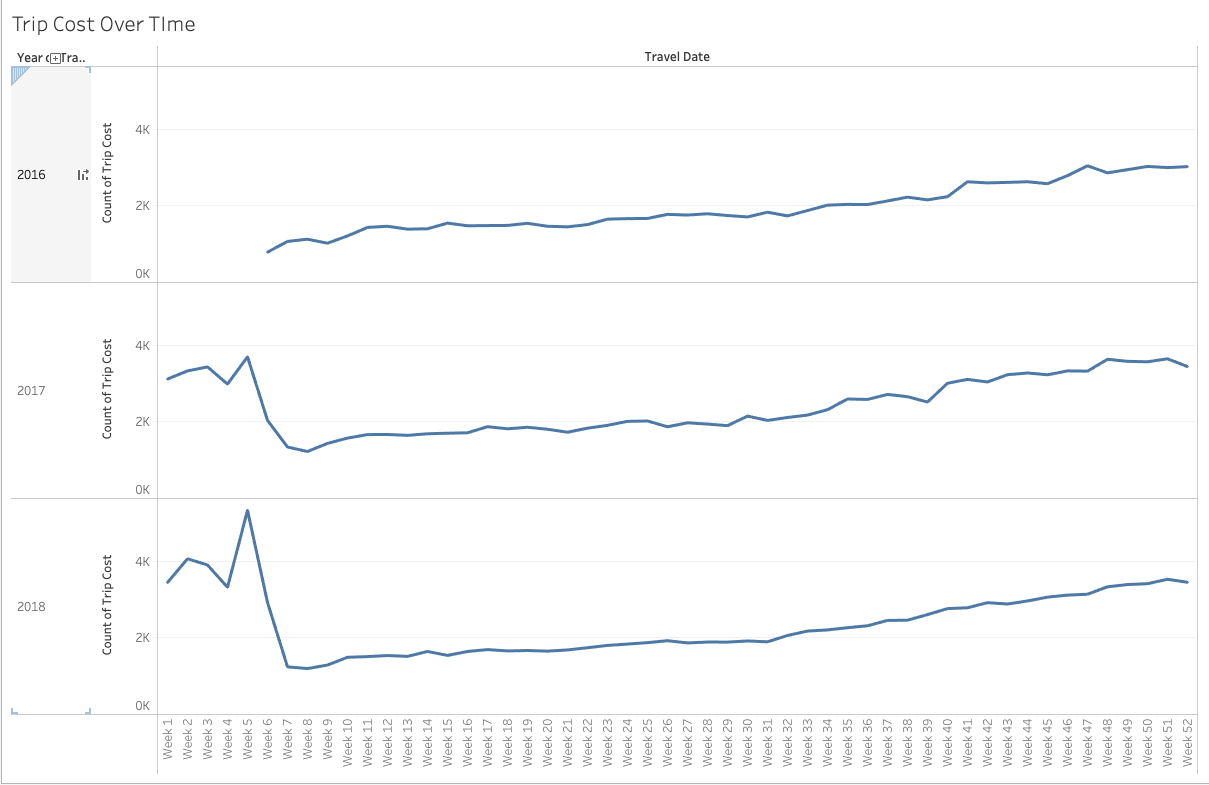 Trip Cost Over TIme
Year o Tra..
Travel Date
2016
Count of Trip Cost
4K
2K
0K
2017
Count of Trip Cost
4K
2K
0K
2018
Count of Trip Cost
4K
2K
0K
Week 1
Week 2
Week 3
Week 4
Week 5
Week 6
Week 7
Week 8
Week 9
Week 10
Week 11
Week 12
Week 13
Week 14
Week 15
Week 16
Week 17
Week 18
Week 19
Week 20
Week 21
Week 22
Week 23
Week 24
Week 25
Week 26
Week 27
Week 28
Week 29
Week 30
Week 31
Week 32
Week 33
Week 34
Week 35
Week 36
Week 37
Week 38
Week 39
Week 40
Week 41
Week 42
Week 43
Week 44
Week 45
Week 46
Week 47
Week 48
Week 49
Week 50
Week 51
Week 52